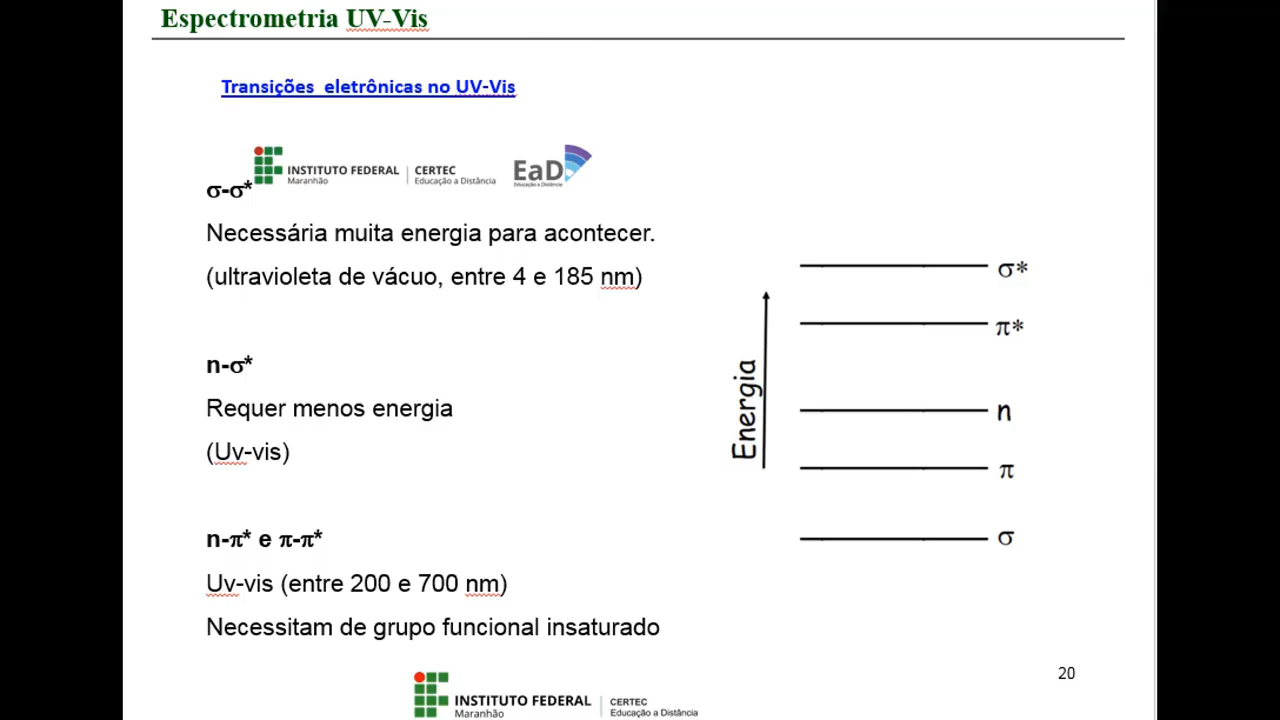 Espectrometria UV-Vis
Transições eletrônicas no UV-Vis
INSTITUTO FEDERAL
Maranhão
CERTEC
Educação a Distância
EaD
Educação a Distância
σ-σ*
Necessária muita energia para acontecer.
(ultravioleta de vácuo, entre 4 e 185 nm)
n-σ*
Requer menos energia
(Uv-vis)
n-π* e π-π*
Uv-vis (entre 200 e 700 nm)
Necessitam de grupo funcional insaturado
Energia
σ*
π*
n
π
σ
20
INSTITUTO FEDERAL
Maranhão
CERTEC
Educação a Distância